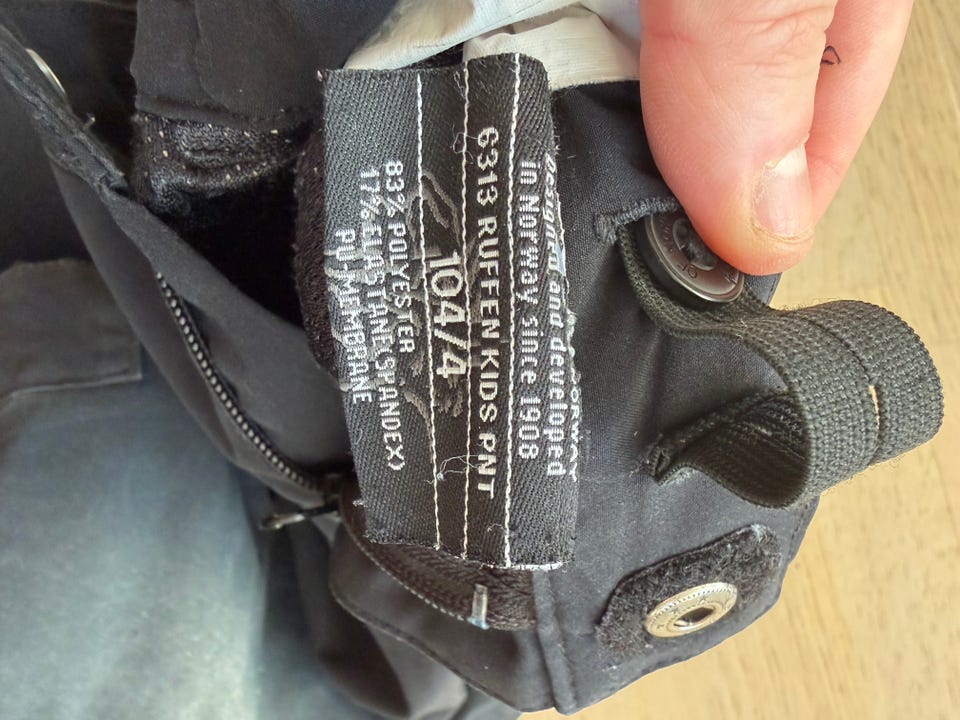 Designed and developed
in Norway since 1908
6313 RUFFEN KIDS PNT
104/4
83% POLYESTER
17% ELASTANE(SPANDEX)
PU MEMBRANE